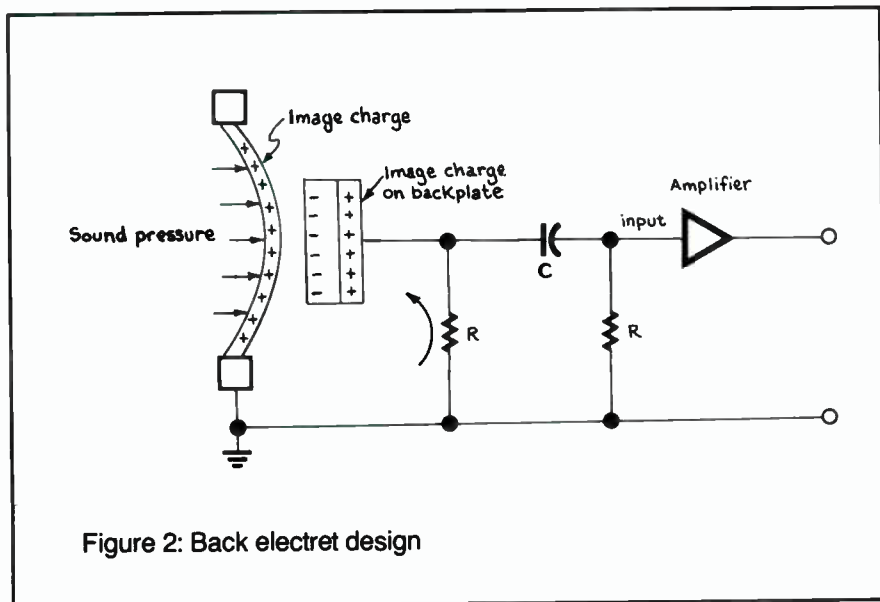 Image charge
Image charge
on backplate
Amplifier
Sound pressure
input
C
R
R
+ + + + + + + + + +
- +
- +
- +
- +
- +
- +
Figure 2: Back electret design